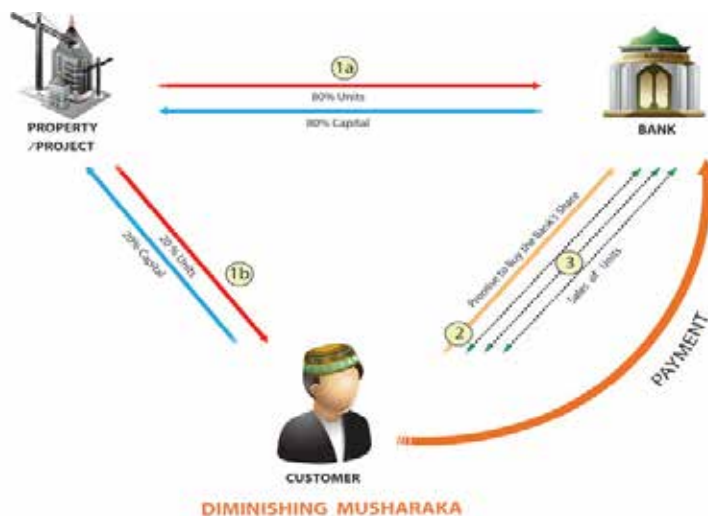 1a
80% Units
80% Capital
PROPERTY
/PROJECT
BANK
20% Units
20% Capital
1b
Promise to Buy the Bank's Share
3
Sales of Units
2
PAYMENT
CUSTOMER
DIMINISHING MUSHARAKA